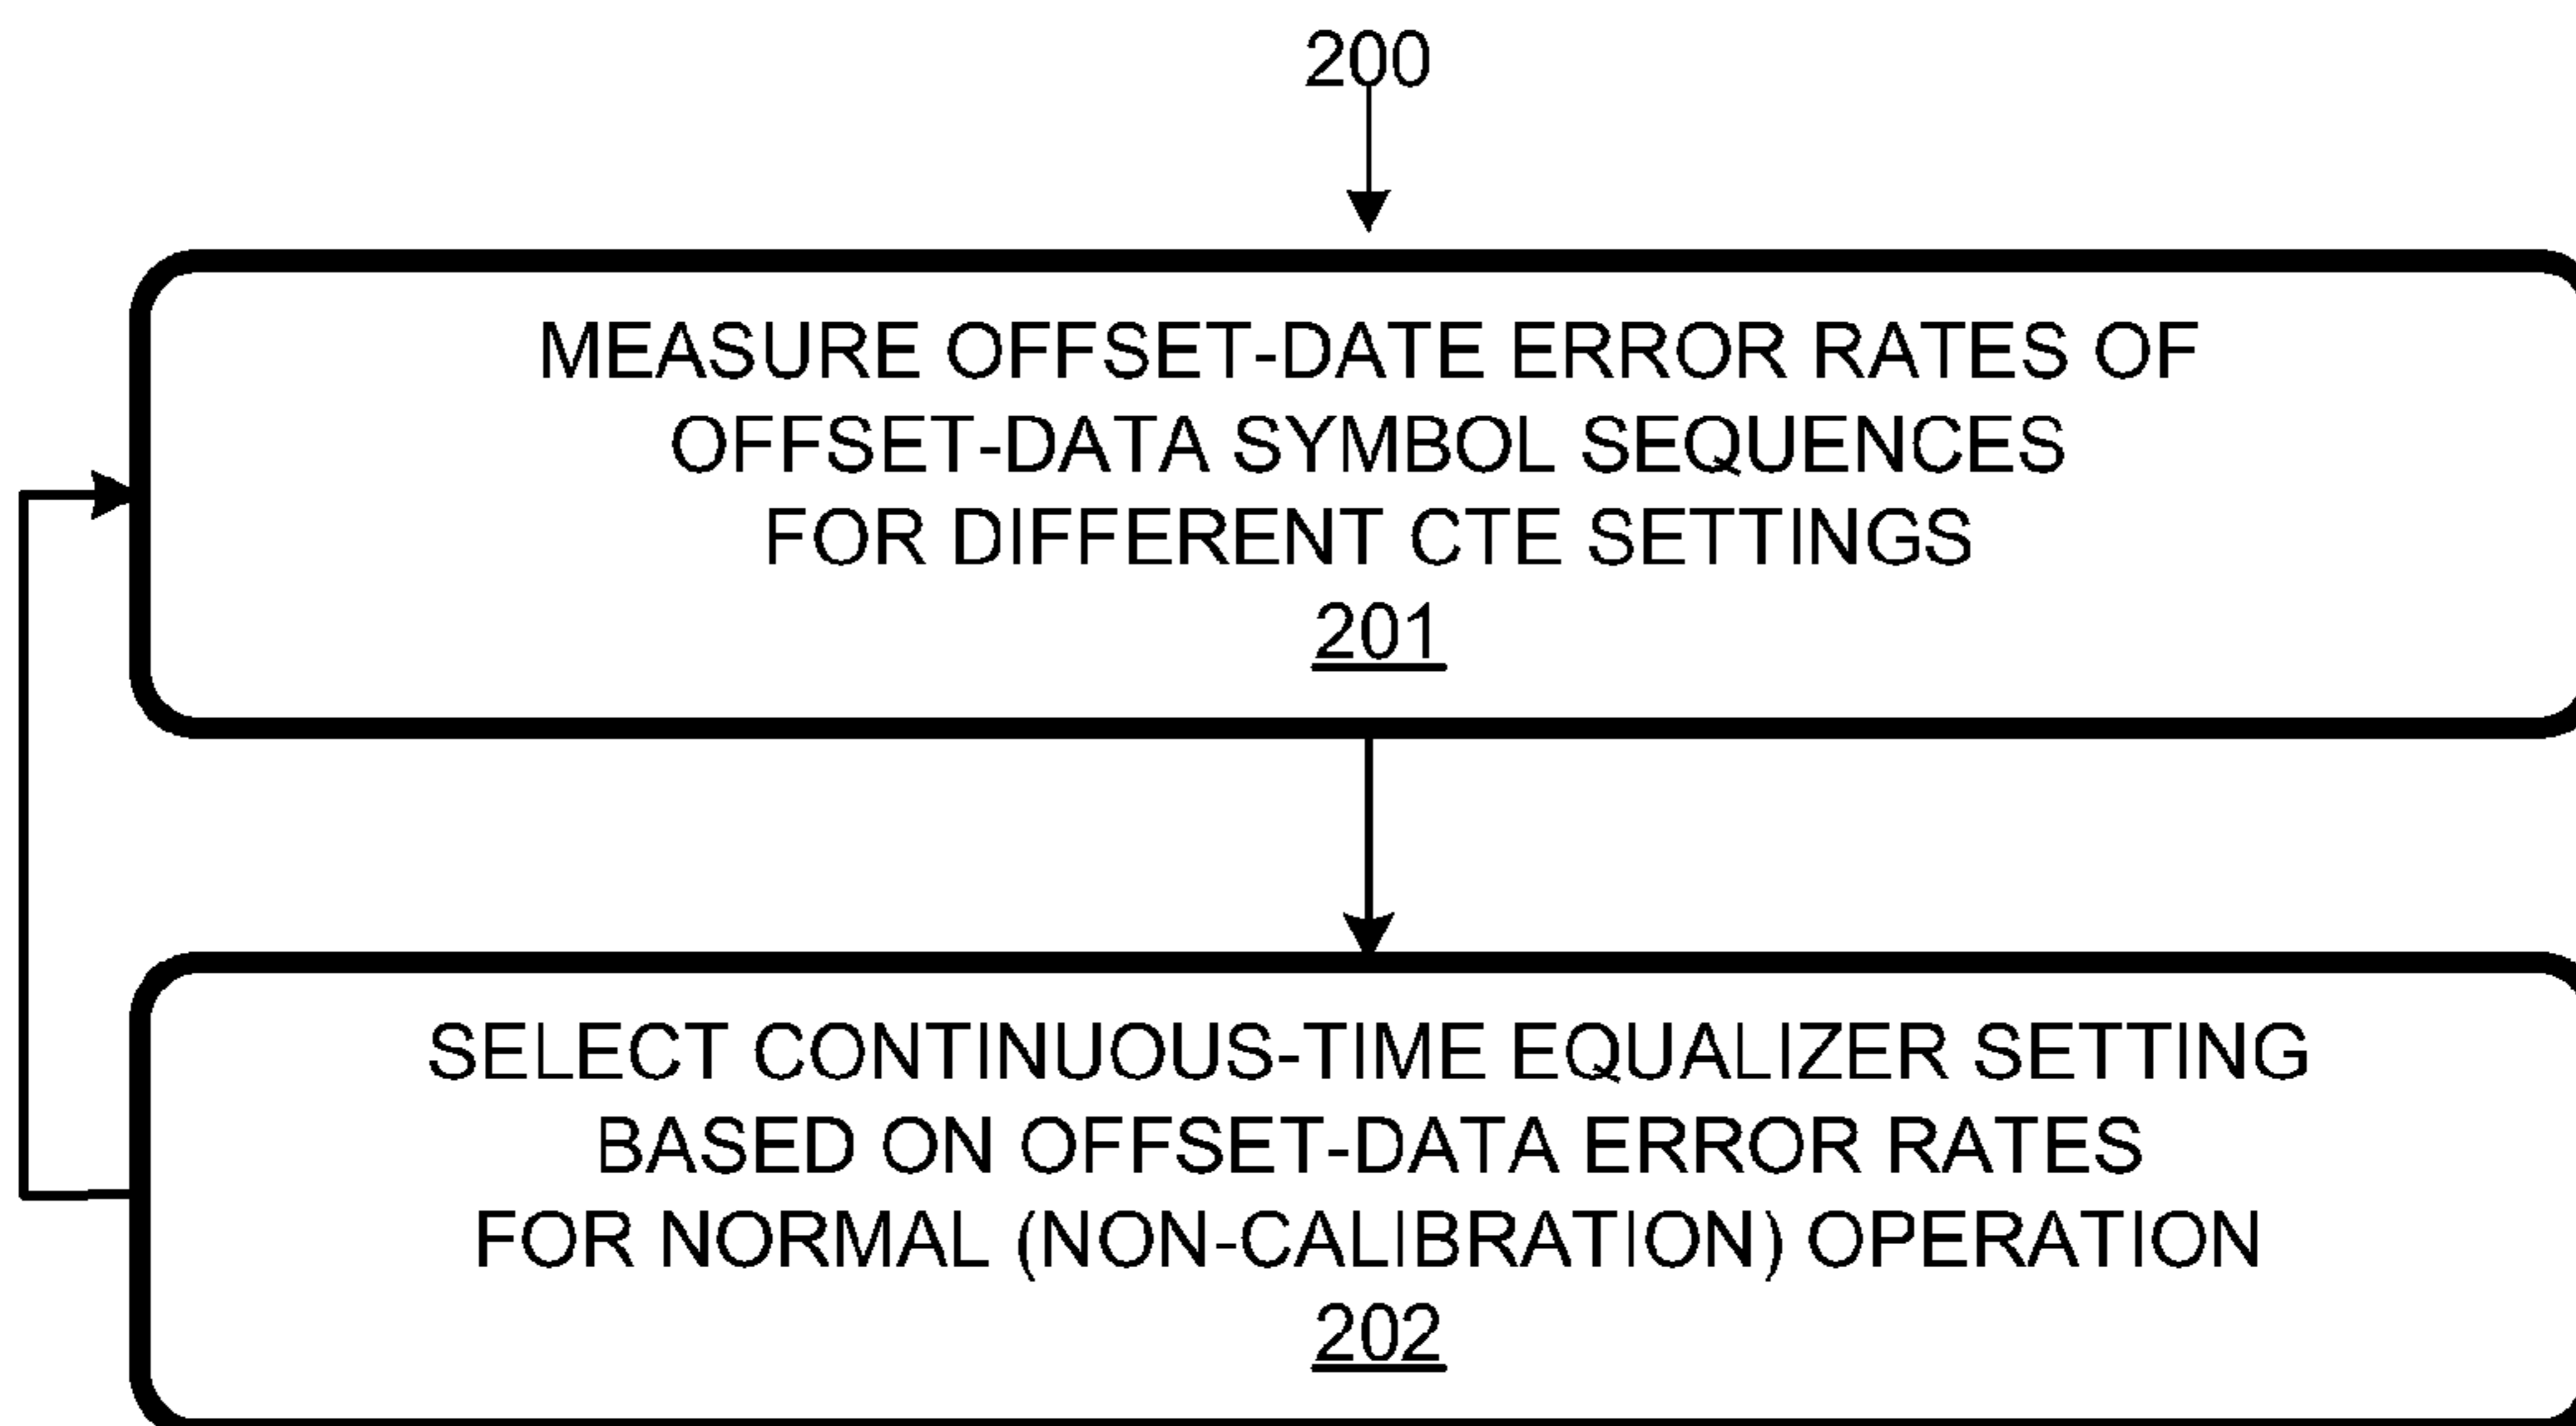 200
MEASURE OFFSET-DATE ERROR RATES OF
OFFSET-DATA SYMBOL SEQUENCES
FOR DIFFERENT CTE SETTINGS
201
SELECT CONTINUOUS-TIME EQUALIZER SETTING
BASED ON OFFSET-DATA ERROR RATES
FOR NORMAL (NON-CALIBRATION) OPERATION
202